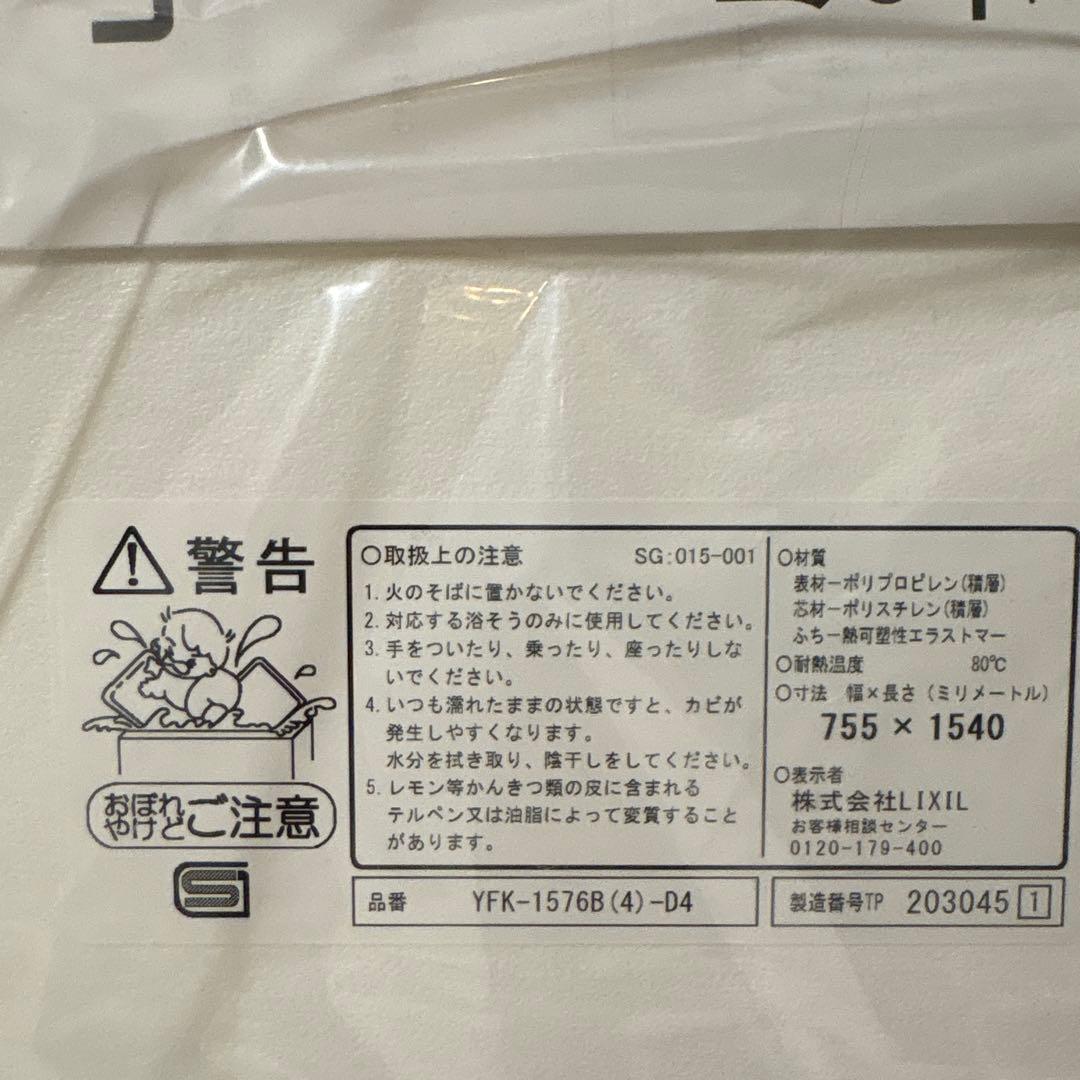 警告
おぼれ
やけど
ご注意
〇取扱上の注意 SG:015-001
1. 火のそばに置かないでください。
2. 対応する浴そうのみに使用してください。
3. 手をついたり、乗ったり、座ったりしな
いでください。
4. いつも濡れたままの状態ですと、カビが
発生しやすくなります。
水分を拭き取り、陰干しをしてください。
5. レモン等かんきつ類の皮に含まれる
テルペン又は油脂によって変質すること
があります。
〇材質
表材ーポリプロピレン(積層)
芯材ーポリスチレン(積層)
ふちー熱可塑性エラストマー
〇耐熱温度 80℃
〇寸法 幅×長さ(ミリメートル)
755 × 1540
〇表示者
株式会社LIXIL
お客様相談センター
0120-179-400
品番 YFK-1576B(4)-D4
製造番号TP 203045 1